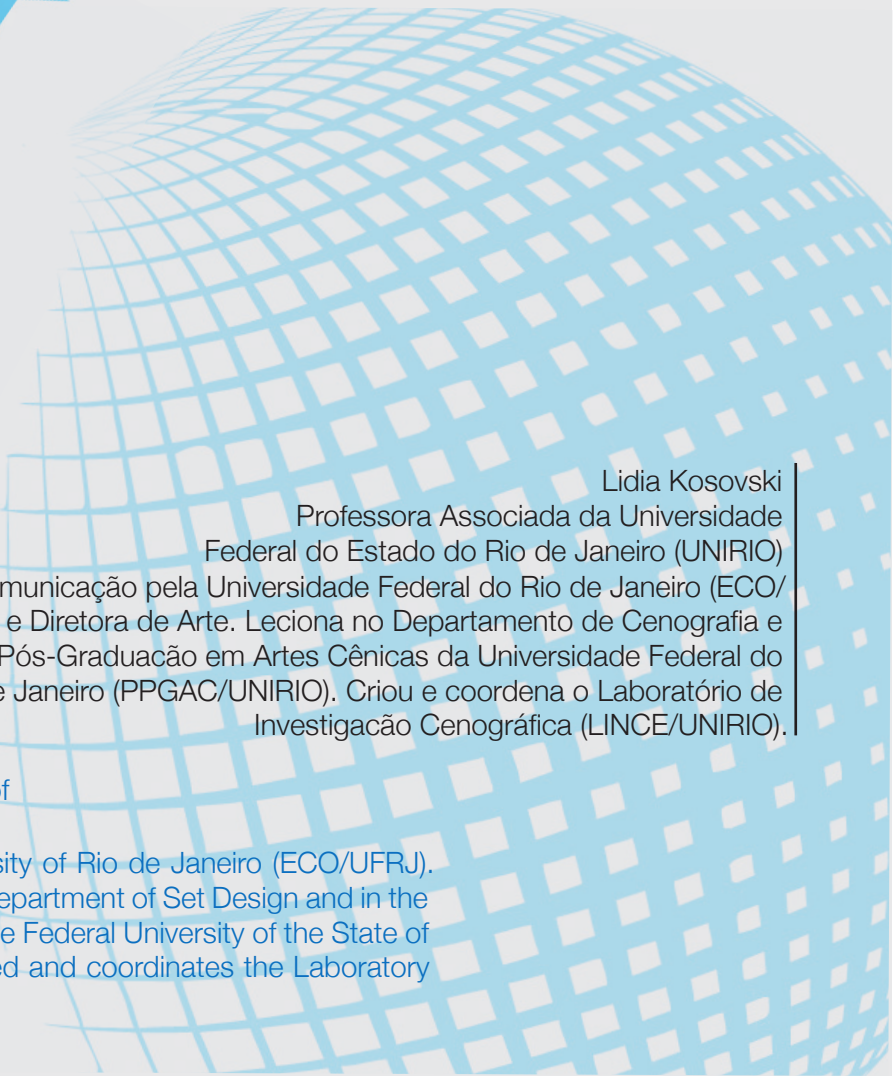 Lidia Kosovski
Professora Associada da Universidade
Federal do Estado do Rio de Janeiro (UNIRIO)
municação pela Universidade Federal do Rio de Janeiro (ECO/
e Diretora de Arte. Leciona no Departamento de Cenografia e
Pós-Graduacão em Artes Cênicas da Universidade Federal do
e Janeiro (PPGAC/UNIRIO). Criou e coordena o Laboratório de
Investigacão Cenográfica (LINCE/UNIRIO).
of
sity of Rio de Janeiro (ECO/UFRJ).
epartment of Set Design and in the
e Federal University of the State of
ed and coordinates the Laboratory